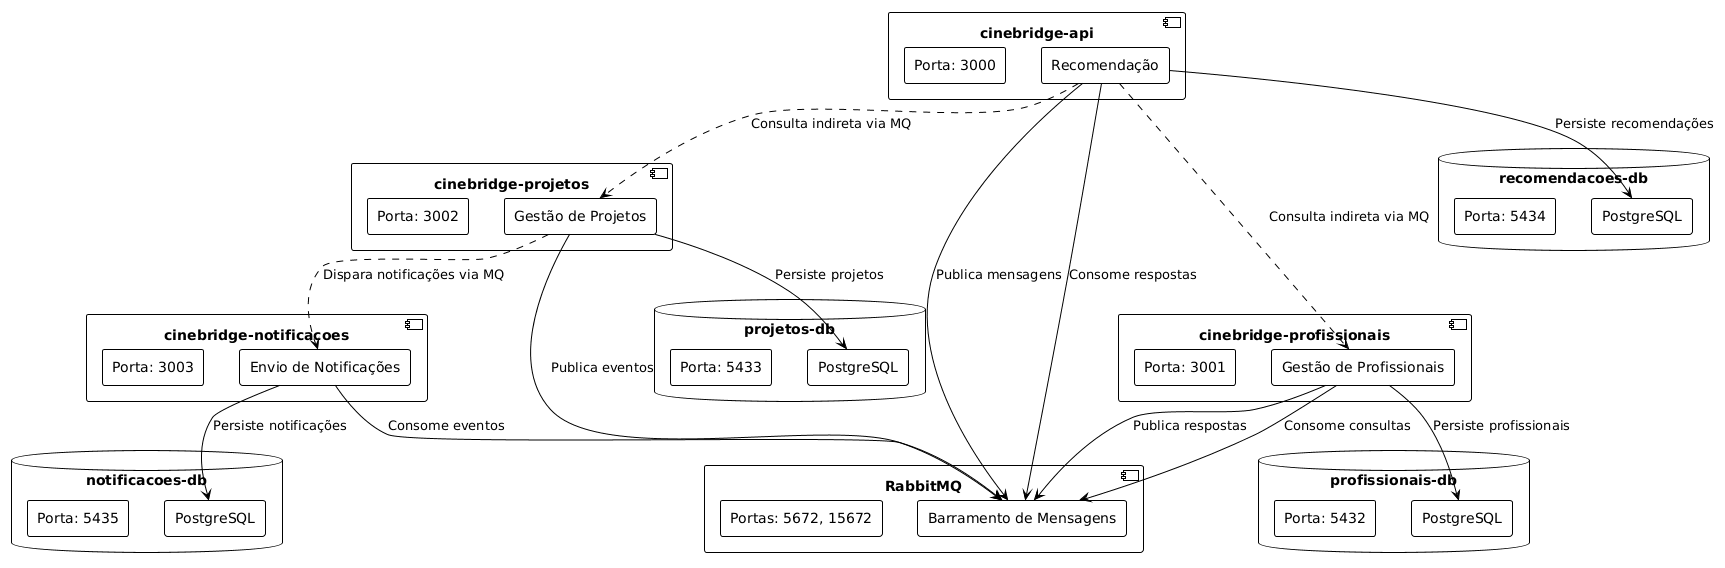 cinebridge-api
Porta: 3000
Recomendação
Consulta indireta via MQ
Persiste recomendações
cinebridge-projetos
Porta: 3002
Gestão de Projetos
recomendacoes-db
Porta: 5434
PostgreSQL
Consulta indireta via MQ
Dispara notificações via MQ
Persiste projetos
Publica mensagens
Consome respostas
cinebridge-notificacoes
Porta: 3003
Envio de Notificações
projetos-db
Porta: 5433
PostgreSQL
cinebridge-profissionais
Porta: 3001
Gestão de Profissionais
Publica eventos
Persiste notificações
Consome eventos
Publica respostas
Consome consultas
Persiste profissionais
notificacoes-db
Porta: 5435
PostgreSQL
RabbitMQ
Portas: 5672, 15672
Barramento de Mensagens
profissionais-db
Porta: 5432
PostgreSQL